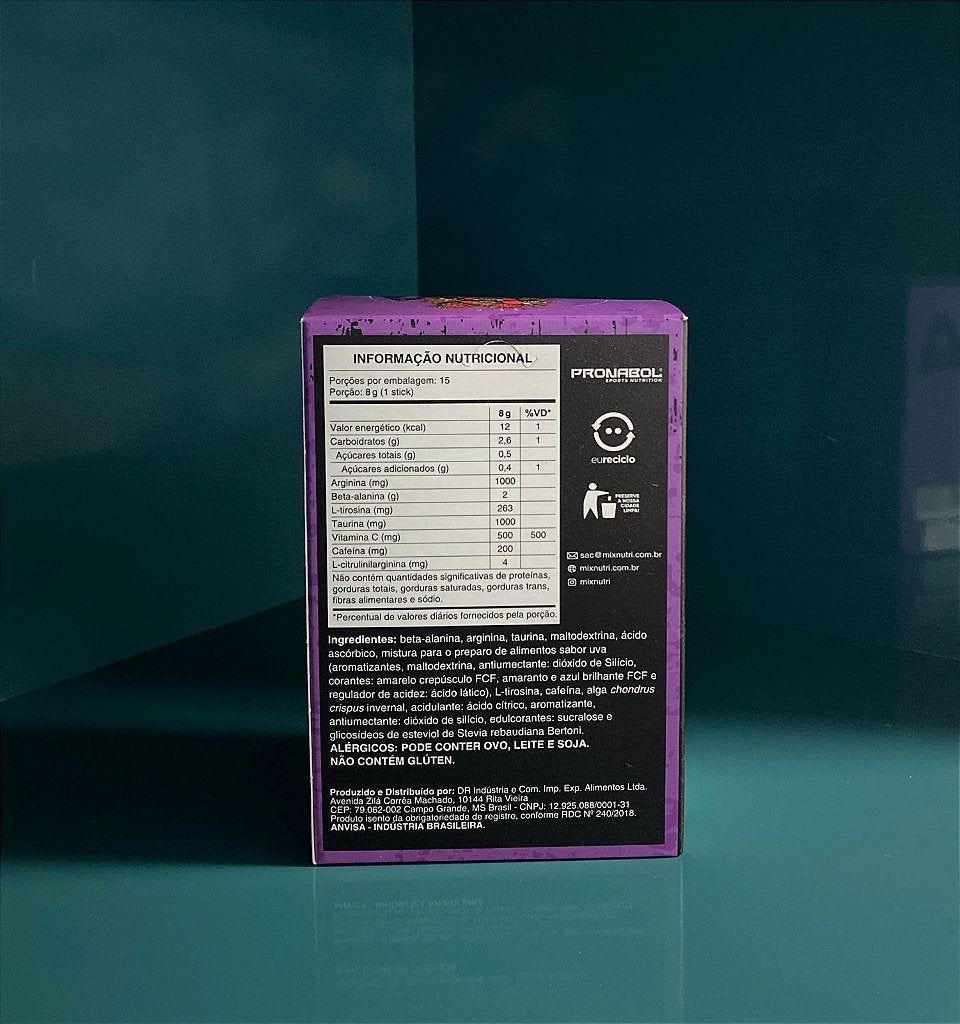 INFORMAÇÃO NUTRICIONAL
Porções por embalagem: 15
Porção: 8 g (1 stick)
8 g %VD*
Valor energético (kcal) 12 1
Carboidratos (g) 2,6 1
Açúcares totais (g) 0,5
Açúcares adicionados (g) 0,4 1
Arginina (mg) 1000
Beta-alanina (g) 2
L-tirosina (mg) 263
Taurina (mg) 1000
Vitamina C (mg) 500 500
Cafeína (mg) 200
L-citrulinilarginina (mg) 4
Não contém quantidades significativas de proteínas,
gorduras totais, gorduras saturadas, gorduras trans,
fibras alimentares e sódio.
*Percentual de valores diários fornecidos pela porção.
PRONABOL
SPORTS NUTRITION
eureciclo
PRESERVE
A NOSSA
CIDADE
LIMPA!
sac@mixnutri.com.br
mixnutri.com.br
mixnutri
Ingredientes: beta-alanina, arginina, taurina, maltodextrina, ácido
ascórbico, mistura para o preparo de alimentos sabor uva
(aromatizantes, maltodextrina, antiumectante: dióxido de Silício,
corantes: amarelo crepúsculo FCF, amaranto e azul brilhante FCF e
regulador de acidez: ácido lático), L-tirosina, cafeína, alga chondrus
crispus invernal, acidulante: ácido cítrico, aromatizante,
antiumectante: dióxido de silício, edulcorantes: sucralose e
glicosídeos de esteviol de Stevia rebaudiana Bertoni.
ALÉRGICOS: PODE CONTER OVO, LEITE E SOJA.
NÃO CONTÉM GLÚTEN.
Produzido e Distribuído por: DR Indústria e Com. Imp. Exp. Alimentos Ltda.
Avenida Zilá Corrêa Machado, 10144 Rita Vieira
CEP: 79.062-002 Campo Grande, MS Brasil - CNPJ: 12.925.088/0001-31
Produto isento da obrigatoriedade de registro, conforme RDC Nº 240/2018.
ANVISA - INDÚSTRIA BRASILEIRA.